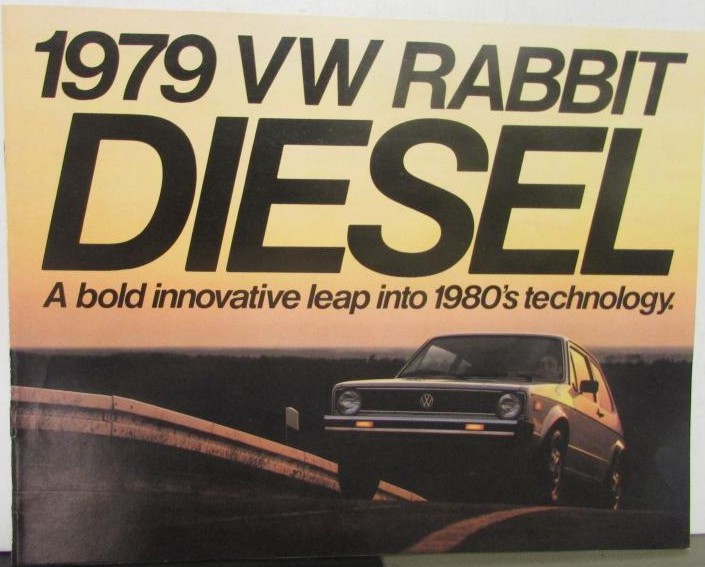 1979 VW RABBIT
DIESEL
A bold innovative leap into 1980's technology.